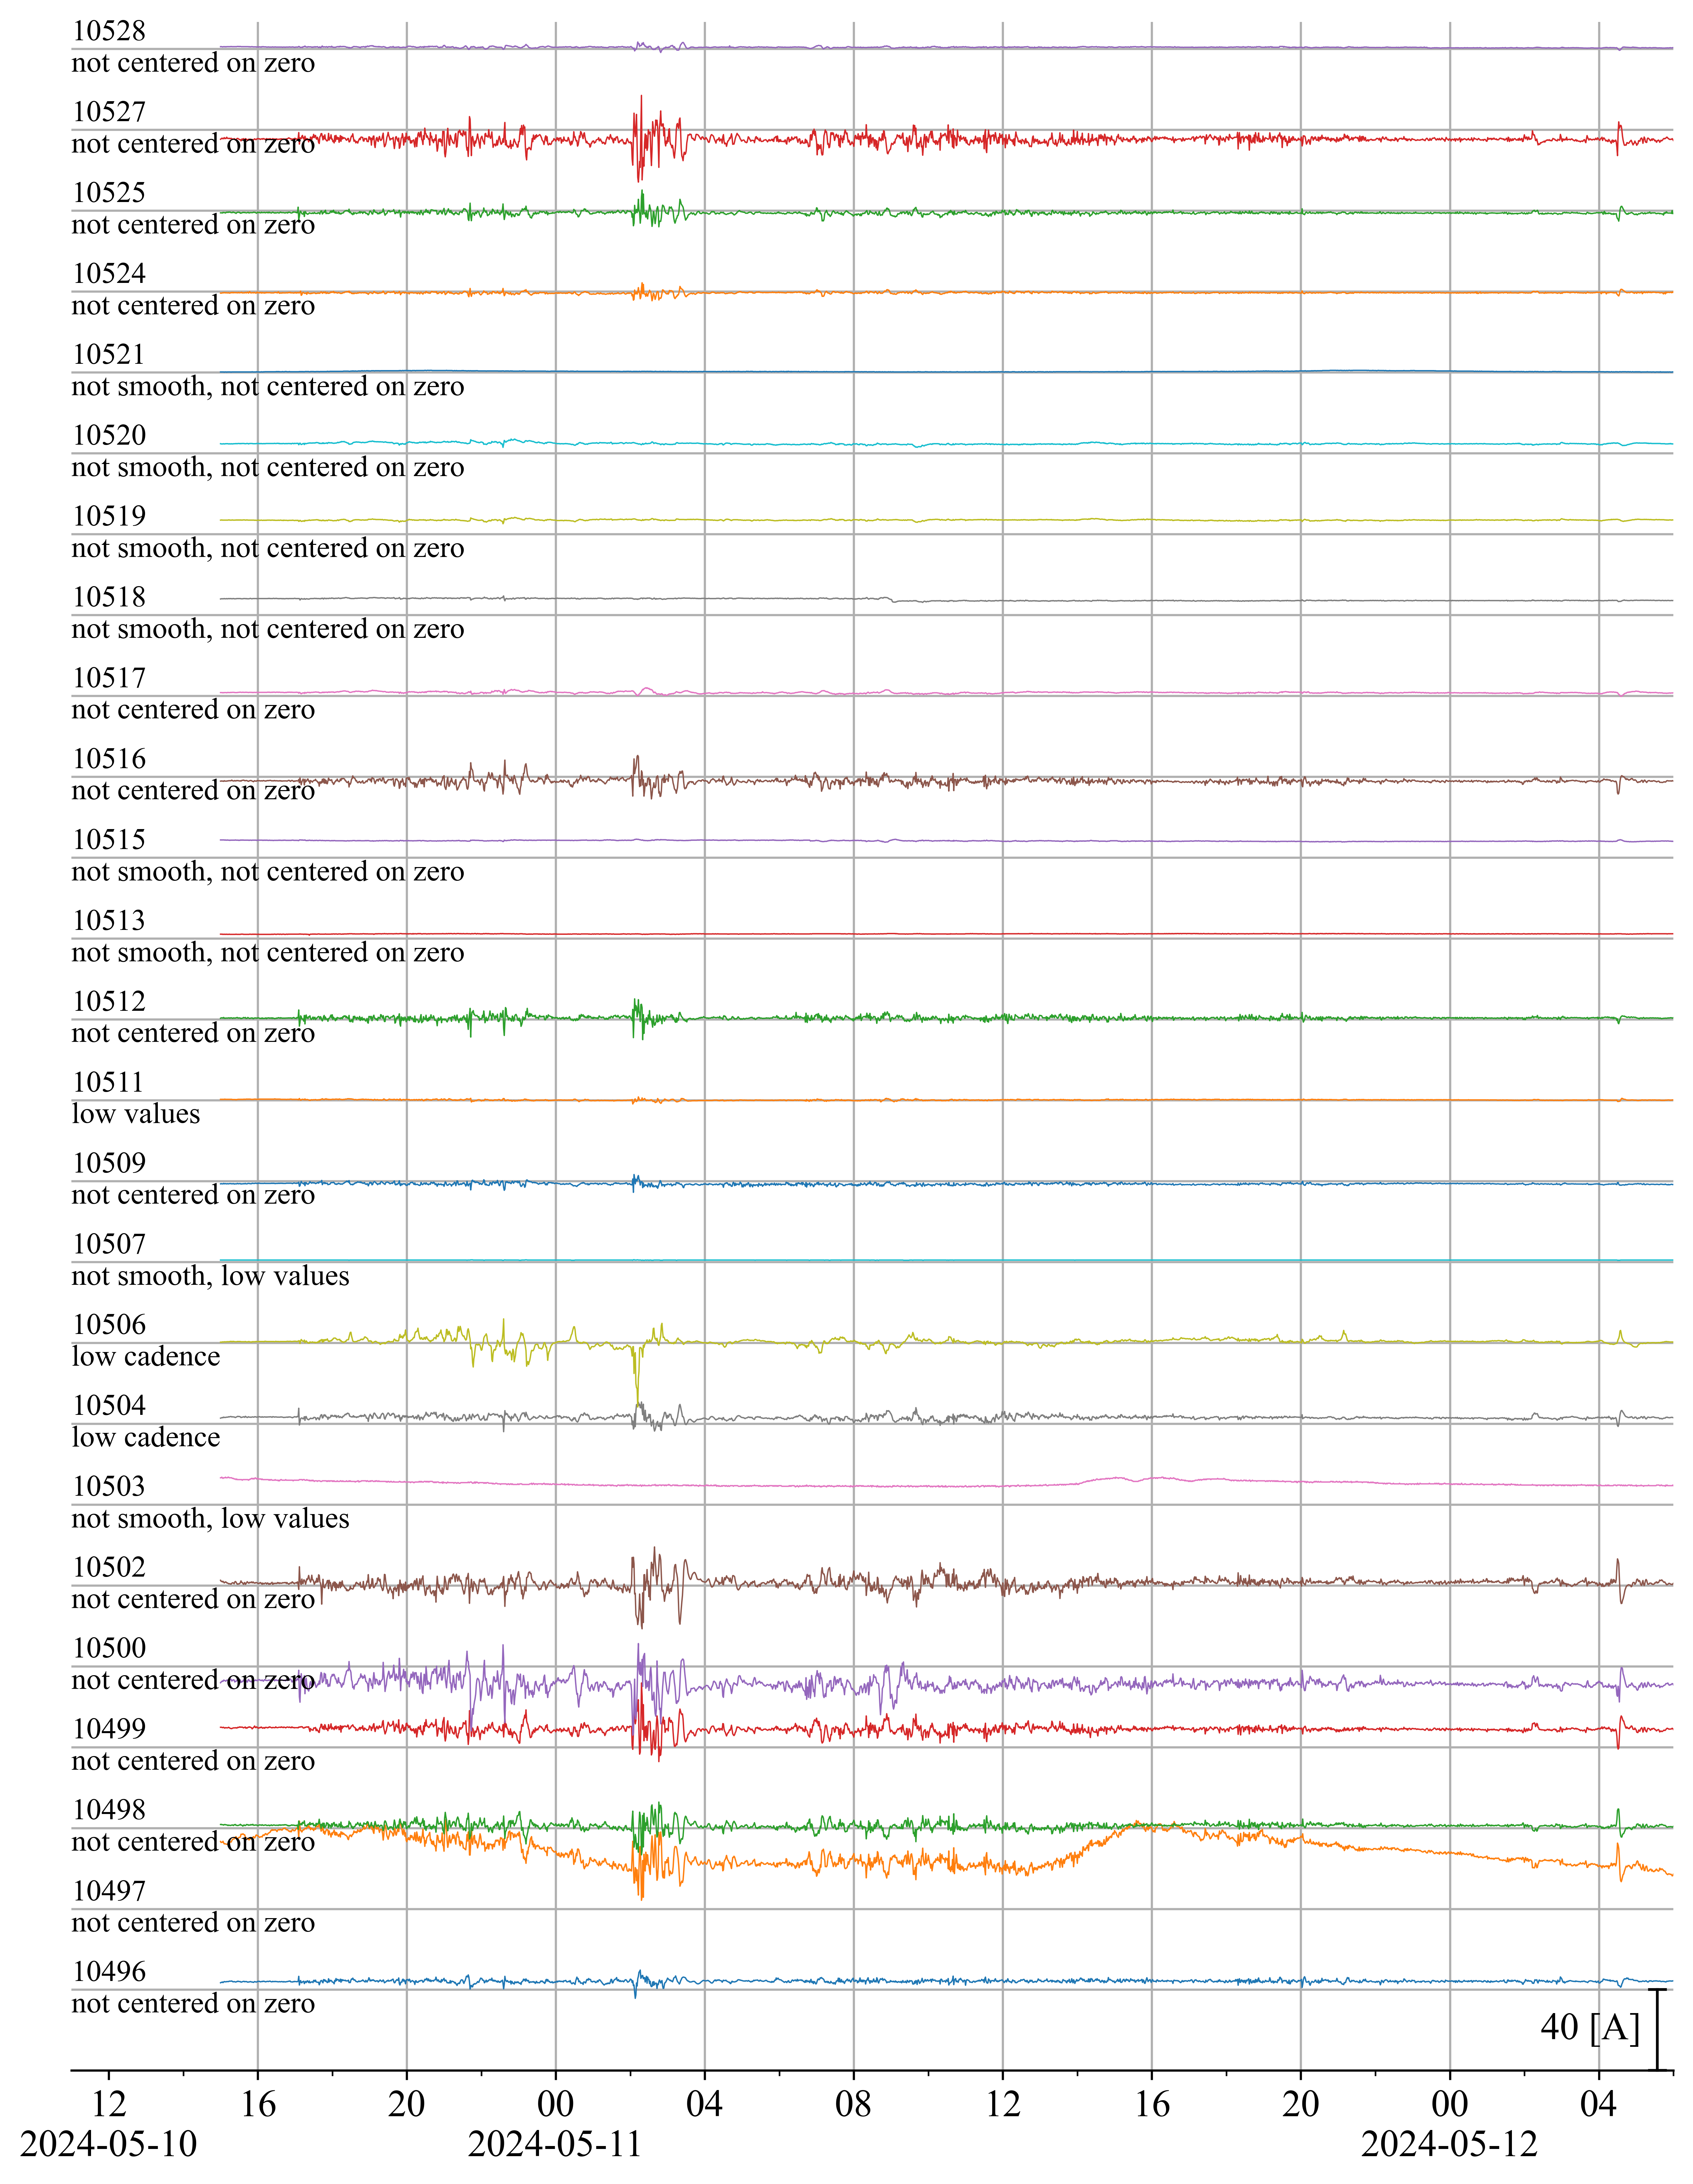 10528
not centered on zero
10527
not centered on zero
10525
not centered on zero
10524
not centered on zero
10521
not smooth, not centered on zero
10520
not smooth, not centered on zero
10519
not smooth, not centered on zero
10518
not smooth, not centered on zero
10517
not centered on zero
10516
not centered on zero
10515
not smooth, not centered on zero
10513
not smooth, not centered on zero
10512
not centered on zero
10511
low values
10509
not centered on zero
10507
not smooth, low values
10506
low cadence
10504
low cadence
10503
not smooth, low values
10502
not centered on zero
10500
not centered on zero
10499
not centered on zero
10498
not centered on zero
10497
not centered on zero
10496
not centered on zero
40 [A]
12 16 20 00 04 08 12 16 20 00 04
2024-05-10 2024-05-11 2024-05-12